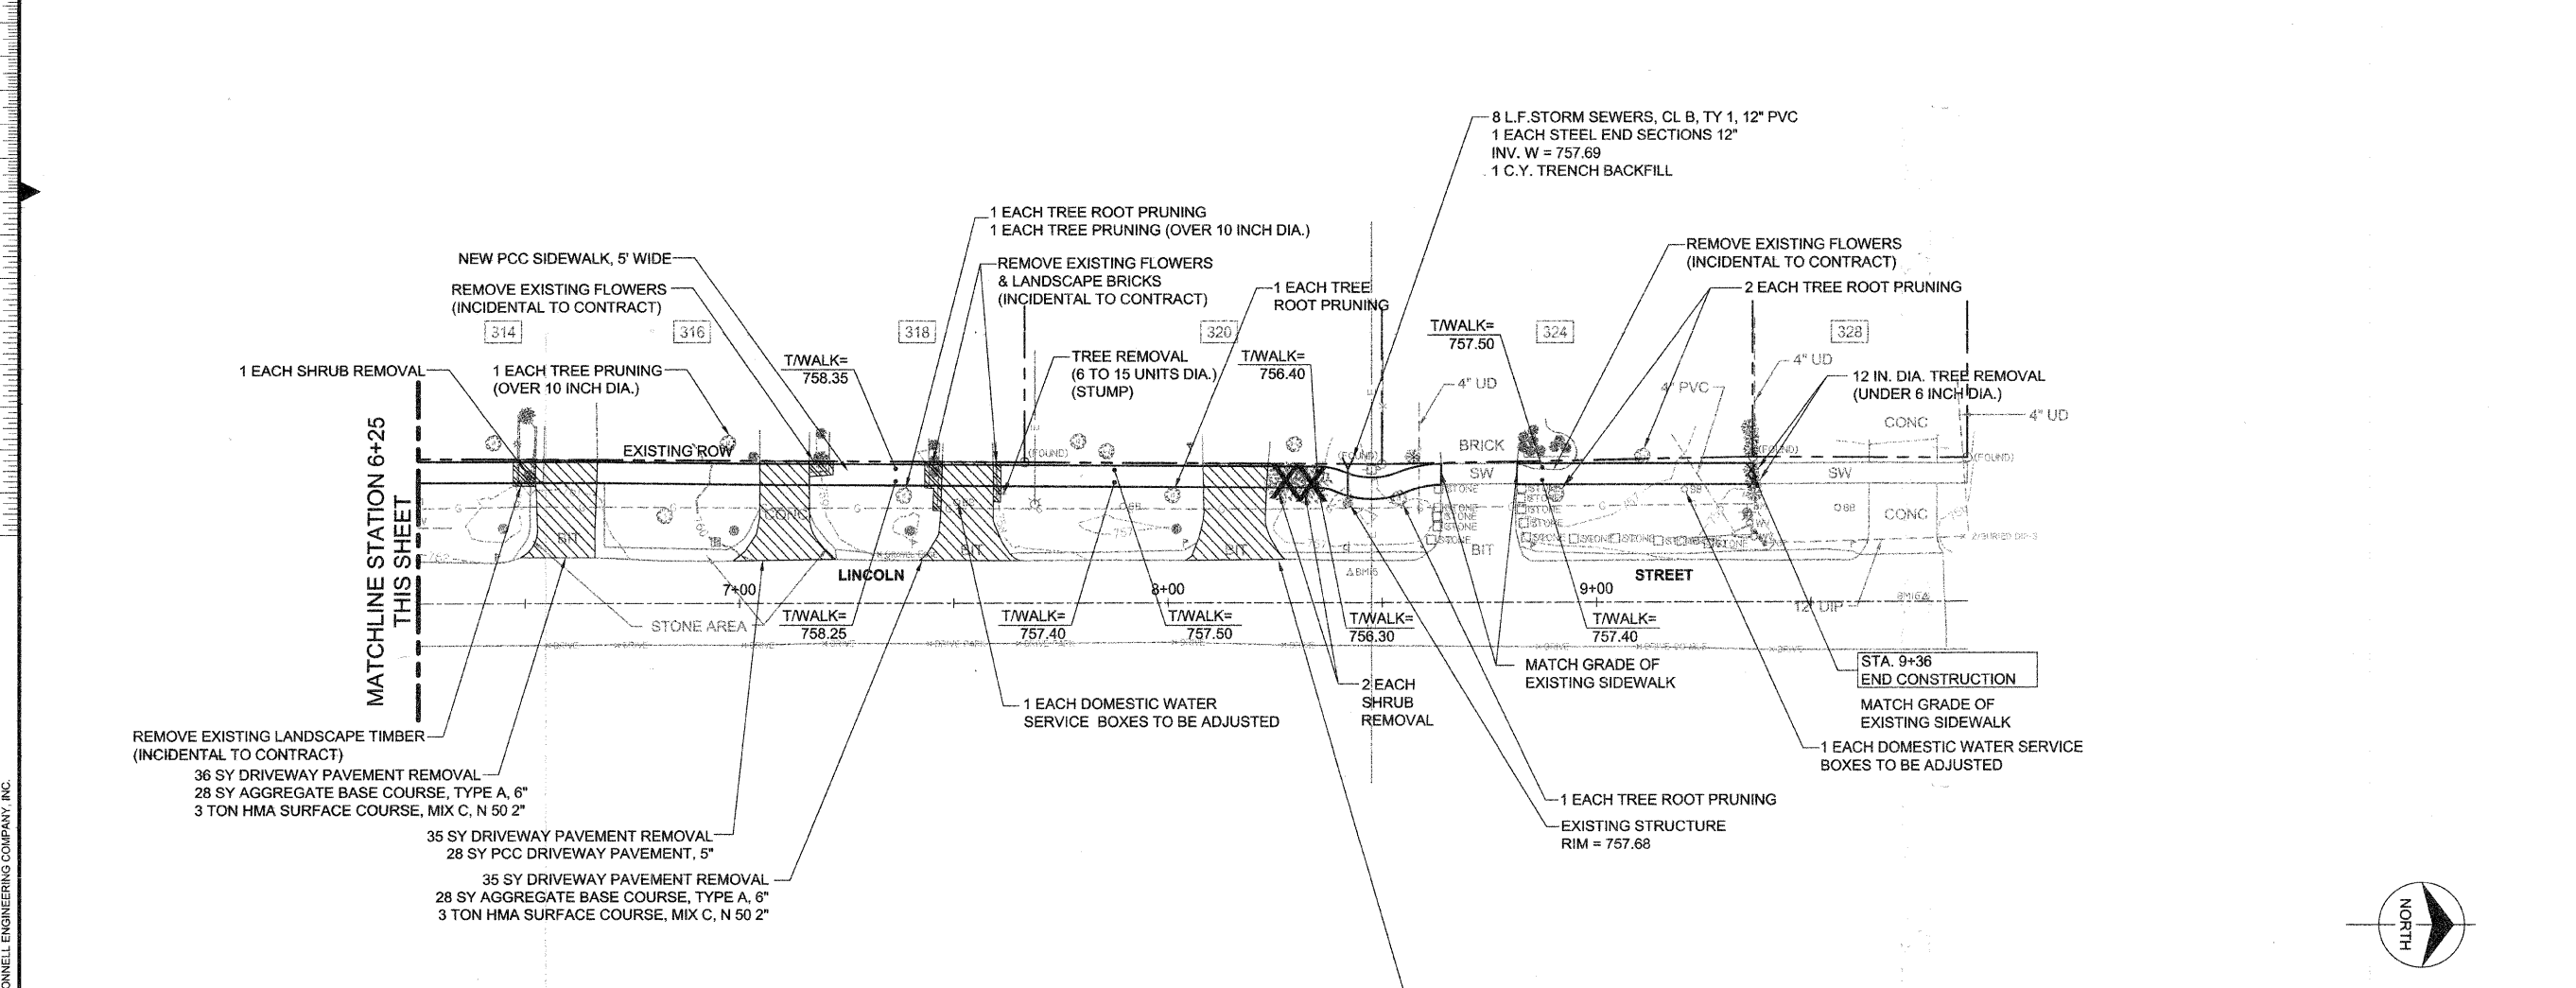 8 L.F.STORM SEWERS, CL B, TY 1, 12" PVC
1 EACH STEEL END SECTIONS 12"
INV. W = 757.69
1 C.Y. TRENCH BACKFILL
1 EACH TREE ROOT PRUNING
1 EACH TREE PRUNING (OVER 10 INCH DIA.)
NEW PCC SIDEWALK, 5' WIDE
REMOVE EXISTING FLOWERS
(INCIDENTAL TO CONTRACT)
REMOVE EXISTING FLOWERS
& LANDSCAPE BRICKS
(INCIDENTAL TO CONTRACT)
1 EACH TREE
ROOT PRUNING
REMOVE EXISTING FLOWERS
(INCIDENTAL TO CONTRACT)
2 EACH TREE ROOT PRUNING
314
316
318
320
324
328
1 EACH SHRUB REMOVAL
1 EACH TREE PRUNING
(OVER 10 INCH DIA.)
T/WALK=
758.35
TREE REMOVAL
(6 TO 15 UNITS DIA.)
(STUMP)
T/WALK=
756.40
T/WALK=
757.50
4" UD
4" PVC
4" UD
12 IN. DIA. TREE REMOVAL
(UNDER 6 INCH DIA.)
4" UD
MATCHLINE STATION 6+25
THIS SHEET
EXISTING ROW
(FOUND)
(FOUND)
BRICK
SW
(FOUND)
SW
CONC
(FOUND)
BIT
CONC
BIT
BIT
BIT
STONE
STONE
STONE
STONE
STONE
CONC
757
757
LINCOLN
STREET
7+00
8+00
9+00
12" UIP
STONE AREA
T/WALK=
758.25
T/WALK=
757.40
T/WALK=
757.50
T/WALK=
756.30
T/WALK=
757.40
MATCH GRADE OF
EXISTING SIDEWALK
STA. 9+36
END CONSTRUCTION
MATCH GRADE OF
EXISTING SIDEWALK
2 EACH
SHRUB
REMOVAL
1 EACH DOMESTIC WATER
SERVICE BOXES TO BE ADJUSTED
1 EACH DOMESTIC WATER SERVICE
BOXES TO BE ADJUSTED
REMOVE EXISTING LANDSCAPE TIMBER
(INCIDENTAL TO CONTRACT)
36 SY DRIVEWAY PAVEMENT REMOVAL
28 SY AGGREGATE BASE COURSE, TYPE A, 6"
3 TON HMA SURFACE COURSE, MIX C, N 50 2"
35 SY DRIVEWAY PAVEMENT REMOVAL
28 SY PCC DRIVEWAY PAVEMENT, 5"
35 SY DRIVEWAY PAVEMENT REMOVAL
28 SY AGGREGATE BASE COURSE, TYPE A, 6"
3 TON HMA SURFACE COURSE, MIX C, N 50 2"
1 EACH TREE ROOT PRUNING
EXISTING STRUCTURE
RIM = 757.68
NORTH
ONNELL ENGINEERING COMPANY, INC.